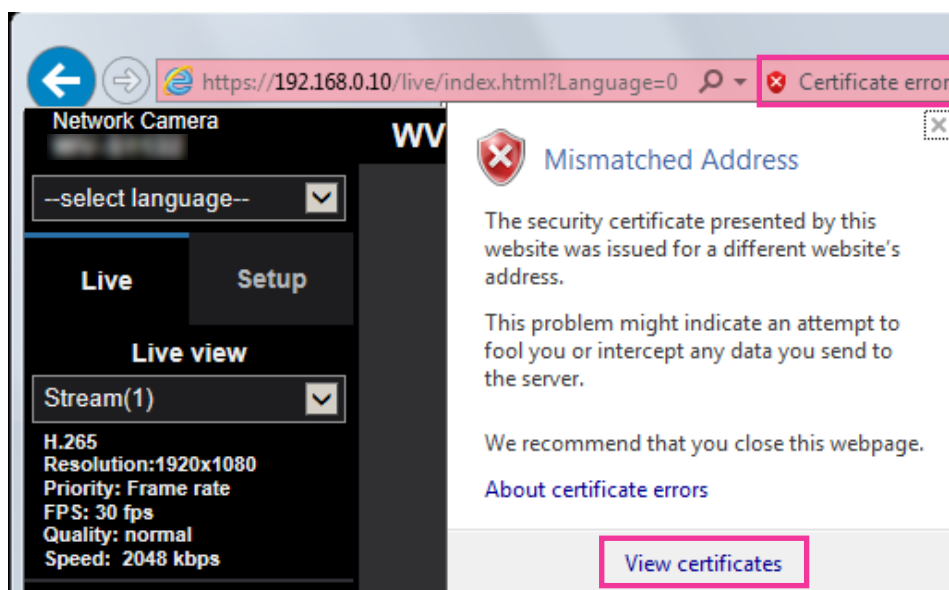 https://192.168.0.10/live/index.html?Language=0
Certificate error
Network Camera
WV
--select language--
Live
Setup
Live view
Stream(1)
H.265
Resolution:1920x1080
Priority: Frame rate
FPS: 30 fps
Quality: normal
Speed: 2048 kbps
Mismatched Address
The security certificate presented by this
website was issued for a different website's
address.
This problem might indicate an attempt to
fool you or intercept any data you send to
the server.
We recommend that you close this webpage.
About certificate errors
View certificates